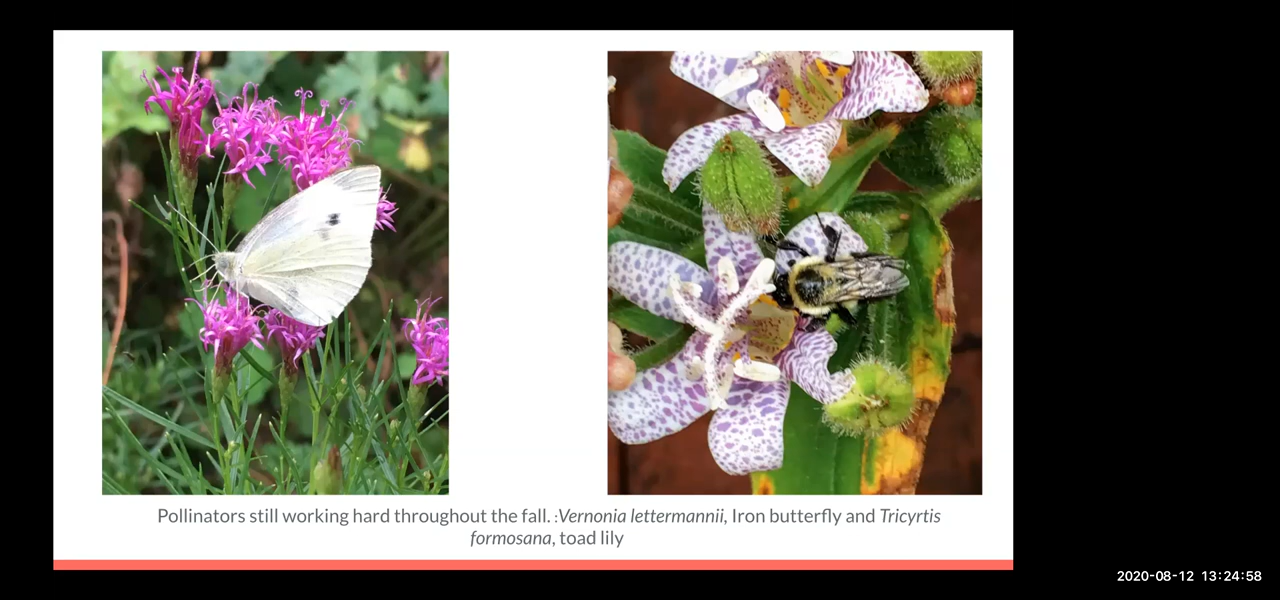 Pollinators still working hard throughout the fall. :Vernonia lettermannii, Iron butterfly and Tricyrtis
formosana, toad lily
2020-08-12 13:24:58